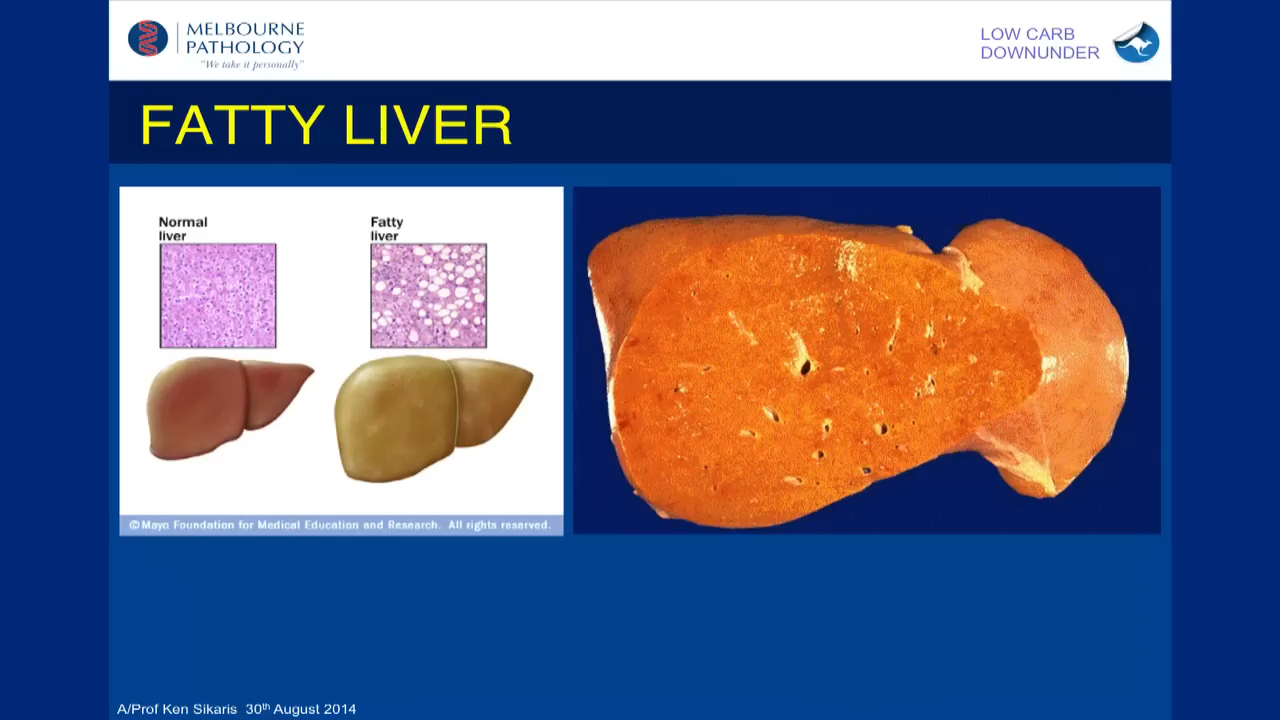 MELBOURNE
PATHOLOGY
"We take it personally"
LOW CARB
DOWNUNDER
FATTY LIVER
Normal
liver
Fatty
liver
©Mayo Foundation for Medical Education and Research. All rights reserved.
A/Prof Ken Sikaris 30th August 2014